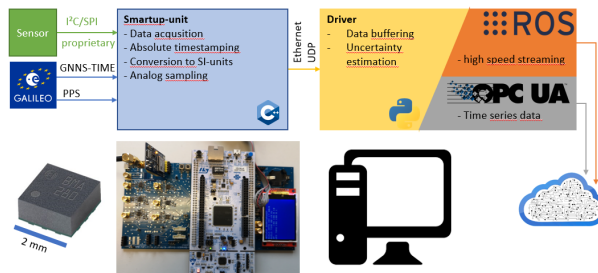 Sensor
I²C/SPI
proprietary
GALILEO
GNNS-TIME
PPS
Smartup-unit
- Data acqusition
- Absolute timestamping
- Conversion to SI-units
- Analog sampling
C++
Ethernet
UDP
Driver
- Data buffering
- Uncertainty
estimation
ROS
- high speed streaming
OPC UA
- Time series data
2 mm